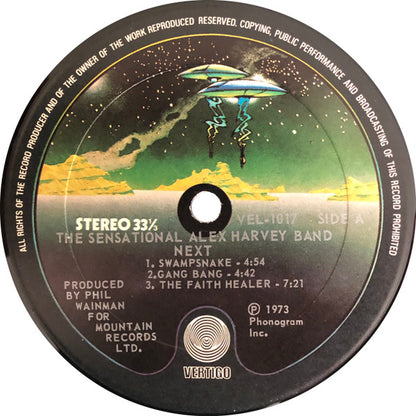 ALL RIGHTS OF THE RECORD PRODUCER AND OF THE OWNER OF THE WORK REPRODUCED RESERVED. COPYING, PUBLIC PERFORMANCE AND BROADCASTING OF THIS RECORD PROHIBITED
STEREO 33⅓ VEL-1017 SIDE A
THE SENSATIONAL ALEX HARVEY BAND
NEXT
1. SWAMPSNAKE - 4:54
2. GANG BANG - 4:42
3. THE FAITH HEALER - 7:21
PRODUCED
BY PHIL
WAINMAN
FOR
MOUNTAIN
RECORDS
LTD.
Ⓟ 1973
Phonogram
Inc.
VERTIGO